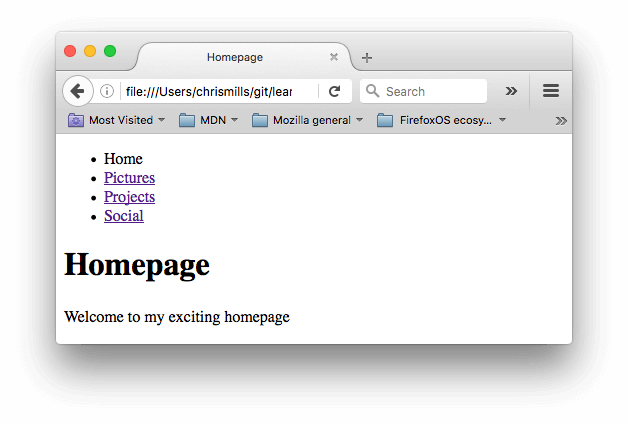 Homepage
file:///Users/chrismills/git/lear
Search
Most Visited
MDN
Mozilla general
FirefoxOS ecosy...
Home
Pictures
Projects
Social
Homepage
Welcome to my exciting homepage